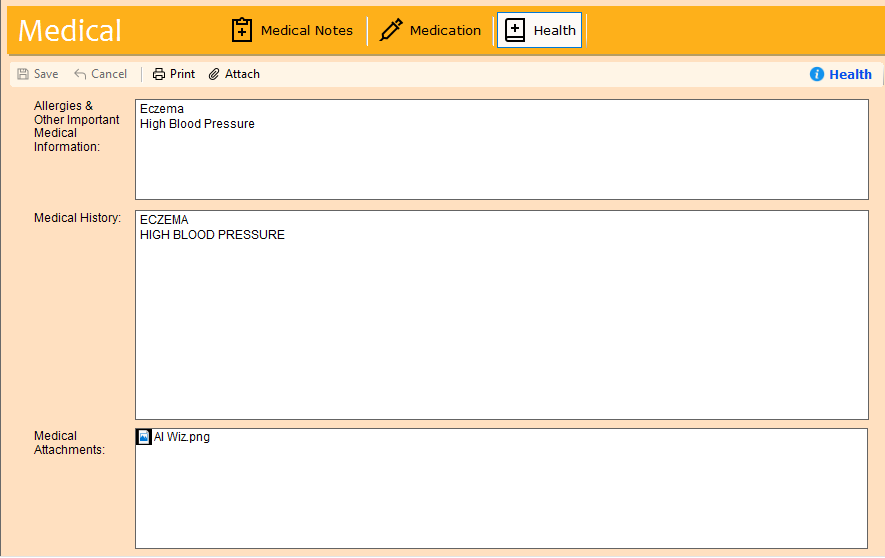 Medical
Medical Notes
Medication
Health
Save
Cancel
Print
Attach
Health
Allergies &
Other Important
Medical
Information:
Eczema
High Blood Pressure
Medical History:
ECZEMA
HIGH BLOOD PRESSURE
Medical
Attachments:
AI Wiz.png